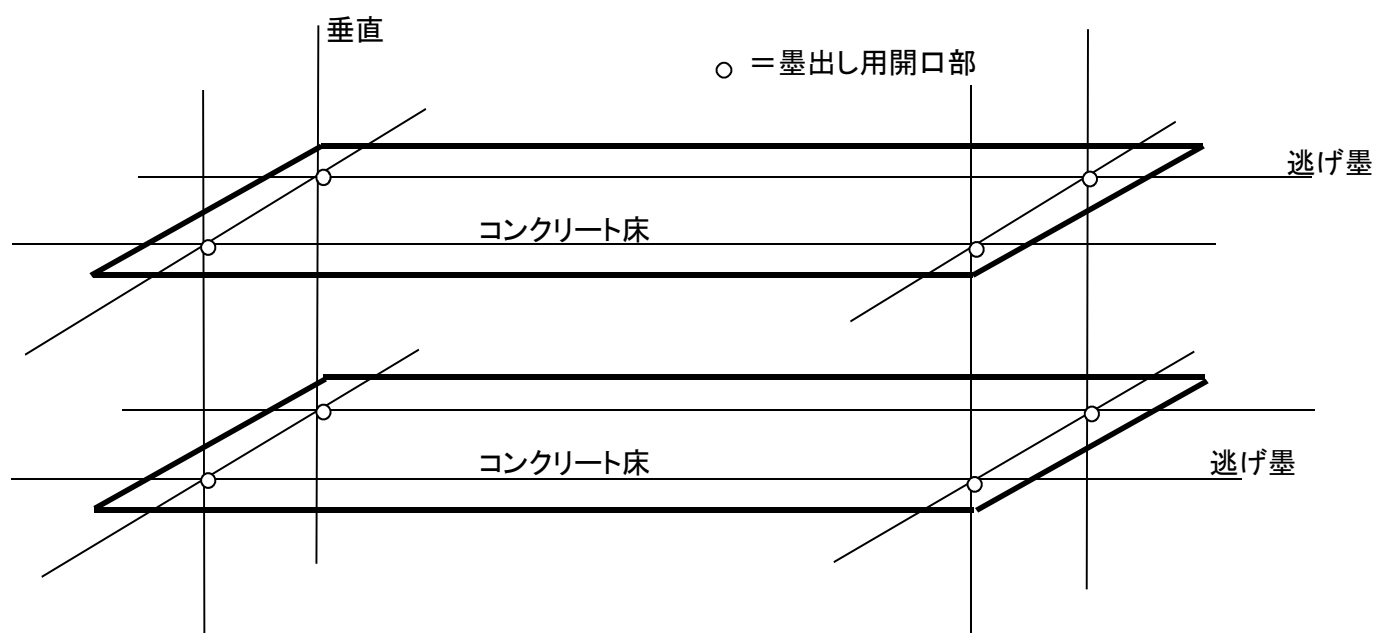 垂直
○ ＝墨出し用開口部
逃げ墨
コンクリート床
コンクリート床
逃げ墨